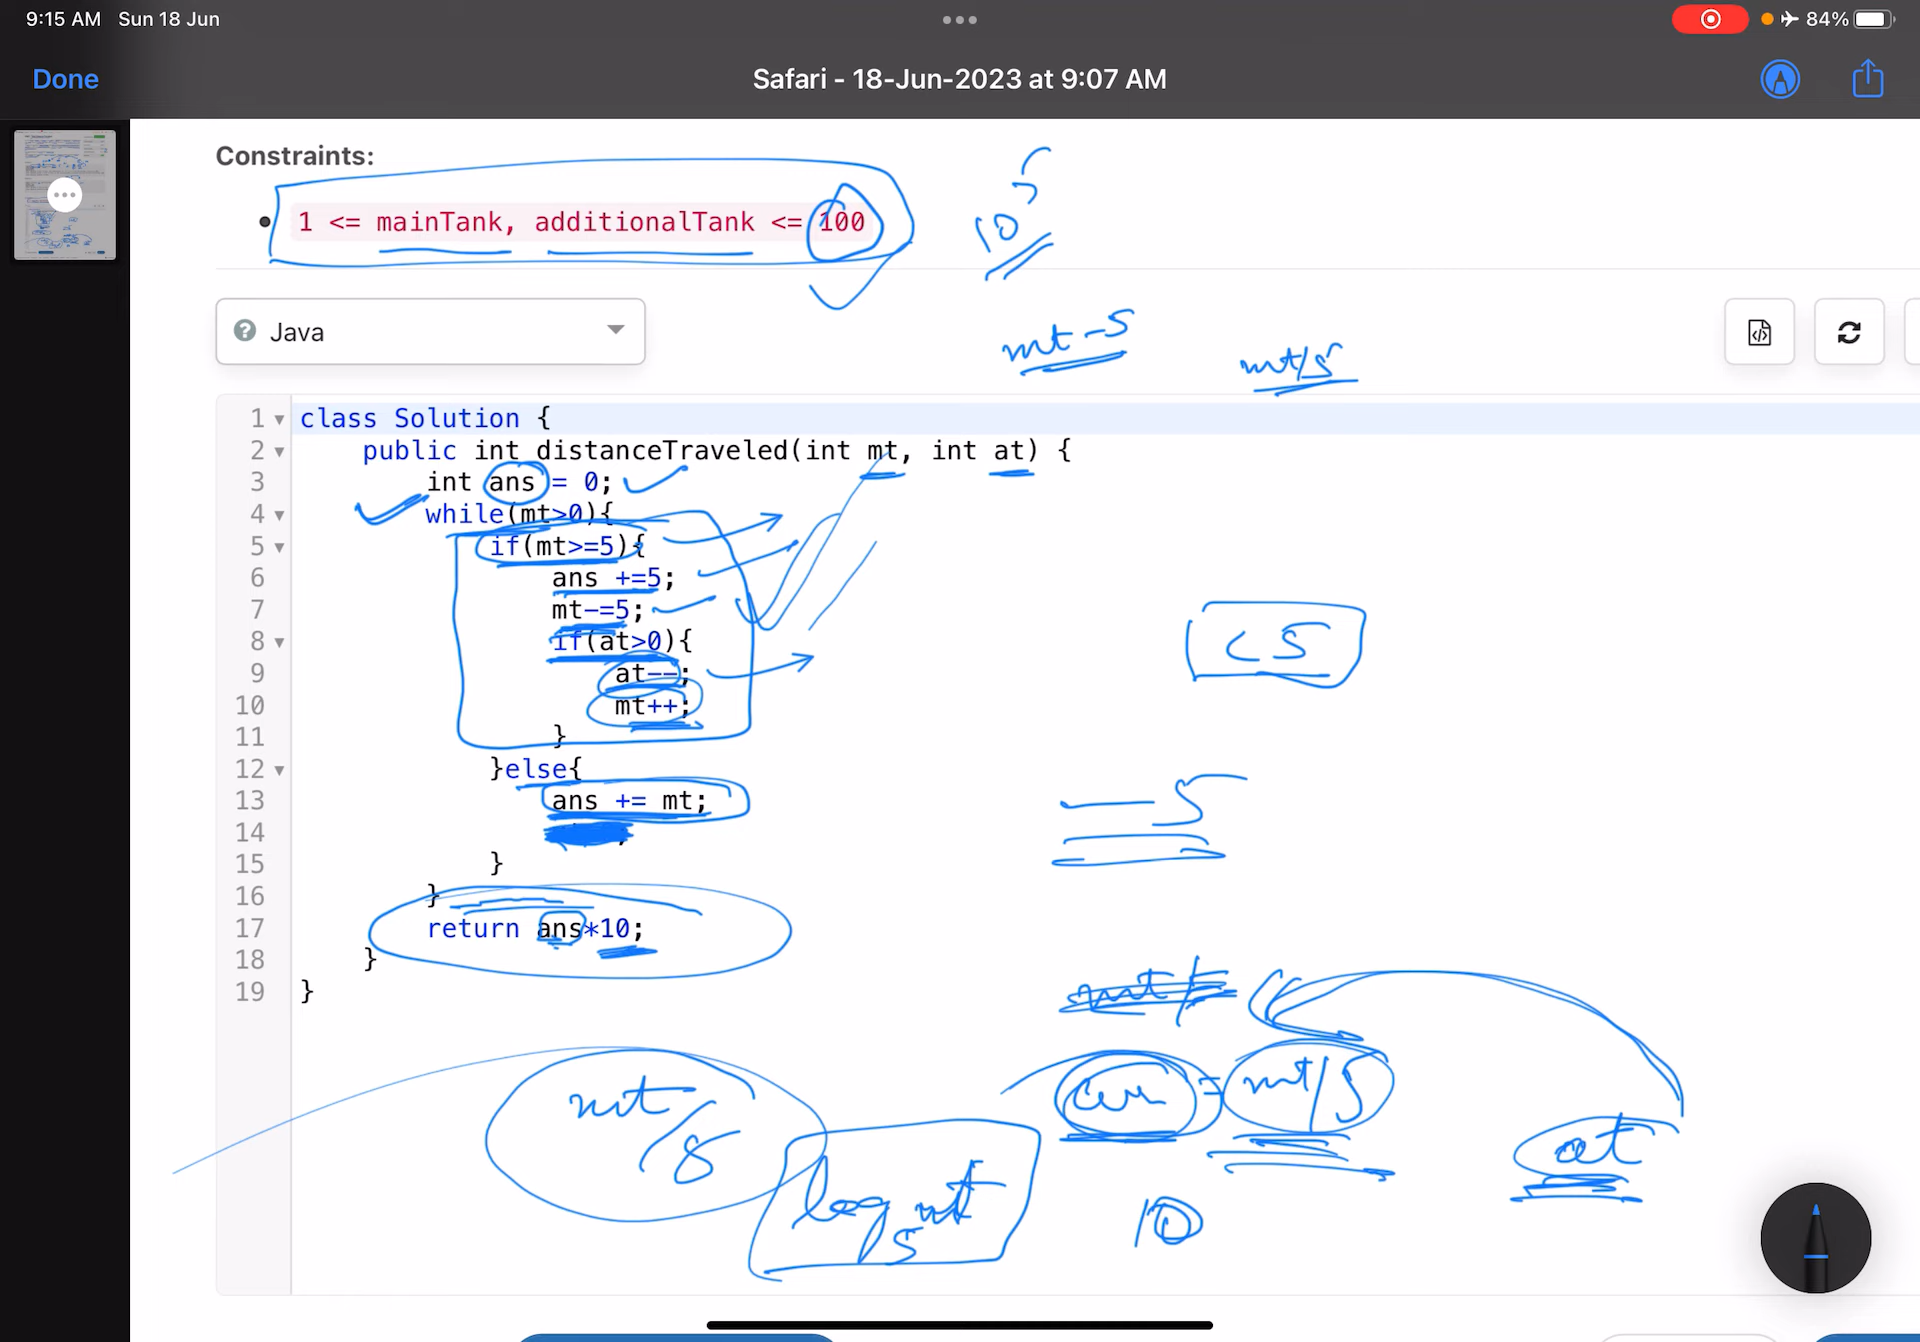 9:15 AM Sun 18 Jun
84%
Done
Safari - 18-Jun-2023 at 9:07 AM
Constraints:
1 <= mainTank, additionalTank <= 100
10^5
Java
mt-5
mt/5
1 class Solution {
2 public int distanceTraveled(int mt, int at) {
3 int ans = 0;
4 while(mt>0){
5 if(mt>=5){
6 ans +=5;
7 mt-=5;
8 if(at>0){
9 at--;
10 mt++;
11 }
12 }else{
13 ans += mt;
14
15 }
16 }
17 return ans*10;
18 }
19 }
<5
5
mt/
= mt/5
mt/8
at
log5 mt
10